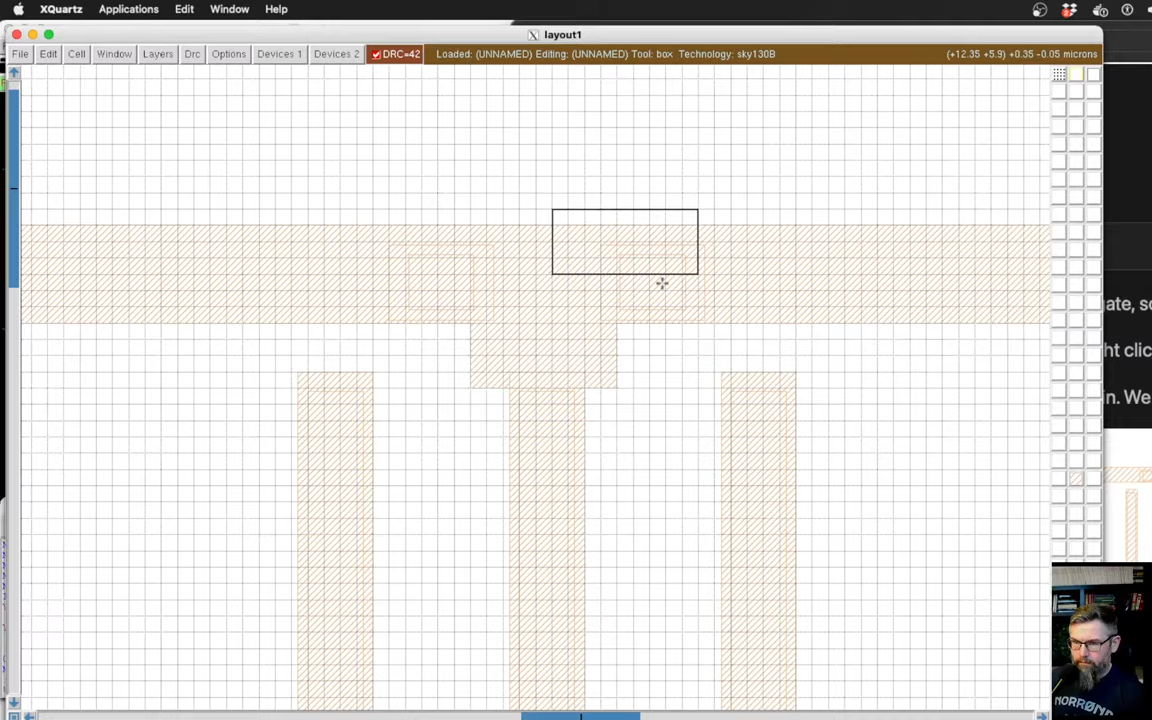 XQuartz Applications Edit Window Help
layout1
File Edit Cell Window Layers Drc Options Devices 1 Devices 2 DRC=42 Loaded: (UNNAMED) Editing: (UNNAMED) Tool: box Technology: sky130B (+12.35 +5.9) +0.35 -0.05 microns
ate, so
ht clic
n. We
NORRØNA